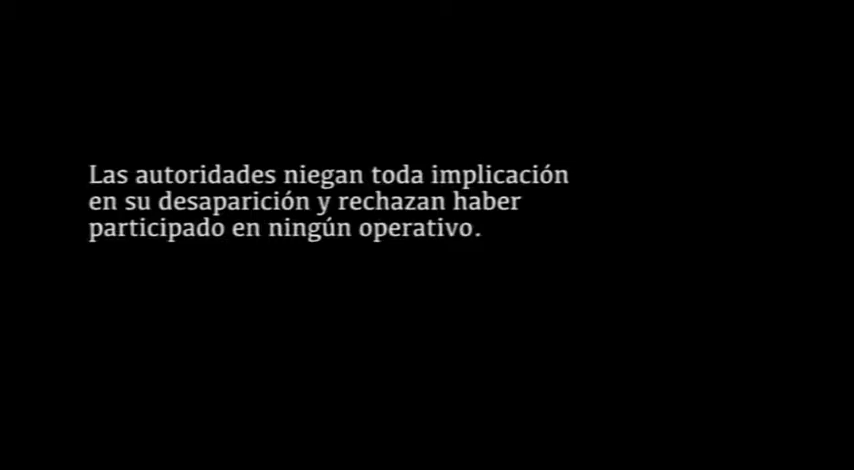 Las autoridades niegan toda implicación
en su desaparición y rechazan haber
participado en ningún operativo.